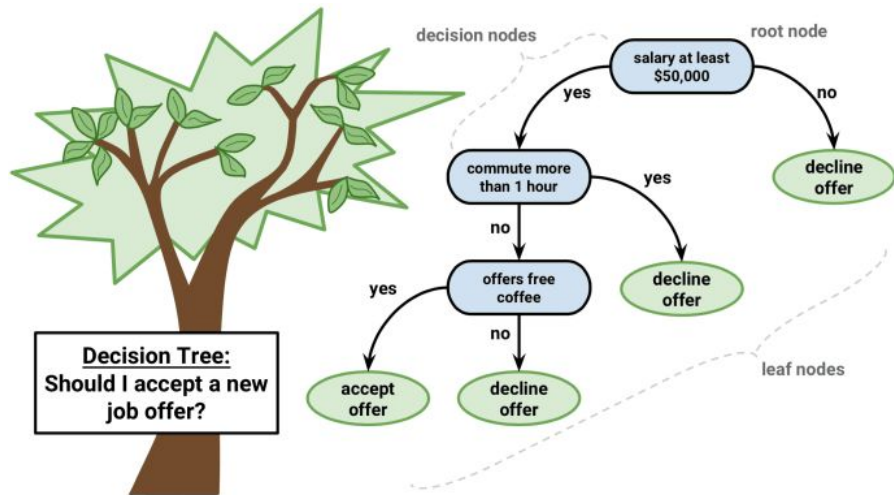 decision nodes
root node
salary at least
$50,000
yes
no
commute more
than 1 hour
yes
decline
offer
no
offers free
coffee
decline
offer
yes
no
Decision Tree:
Should I accept a new
job offer?
accept
offer
decline
offer
leaf nodes